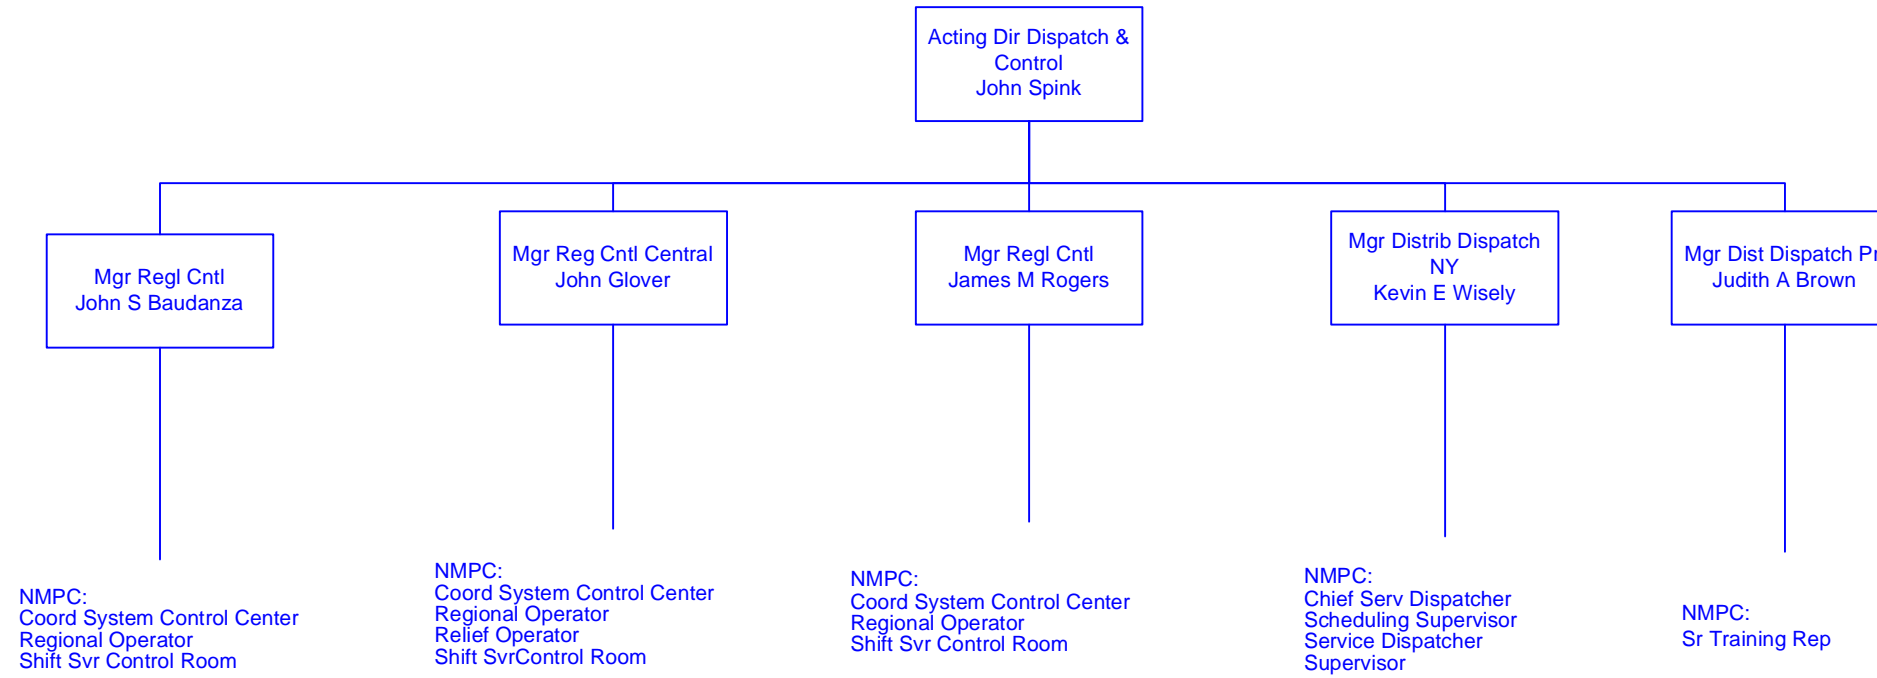 Acting Dir Dispatch &
Control
John Spink
Mgr Regl Cntl
John S Baudanza
Mgr Reg Cntl Central
John Glover
Mgr Regl Cntl
James M Rogers
Mgr Distrib Dispatch
NY
Kevin E Wisely
Mgr Dist Dispatch
Judith A Brown
NMPC:
Coord System Control Center
Regional Operator
Shift Svr Control Room
NMPC:
Coord System Control Center
Regional Operator
Relief Operator
Shift SvrControl Room
NMPC:
Coord System Control Center
Regional Operator
Shift Svr Control Room
NMPC:
Chief Serv Dispatcher
Scheduling Supervisor
Service Dispatcher
Supervisor
NMPC:
Sr Training Rep